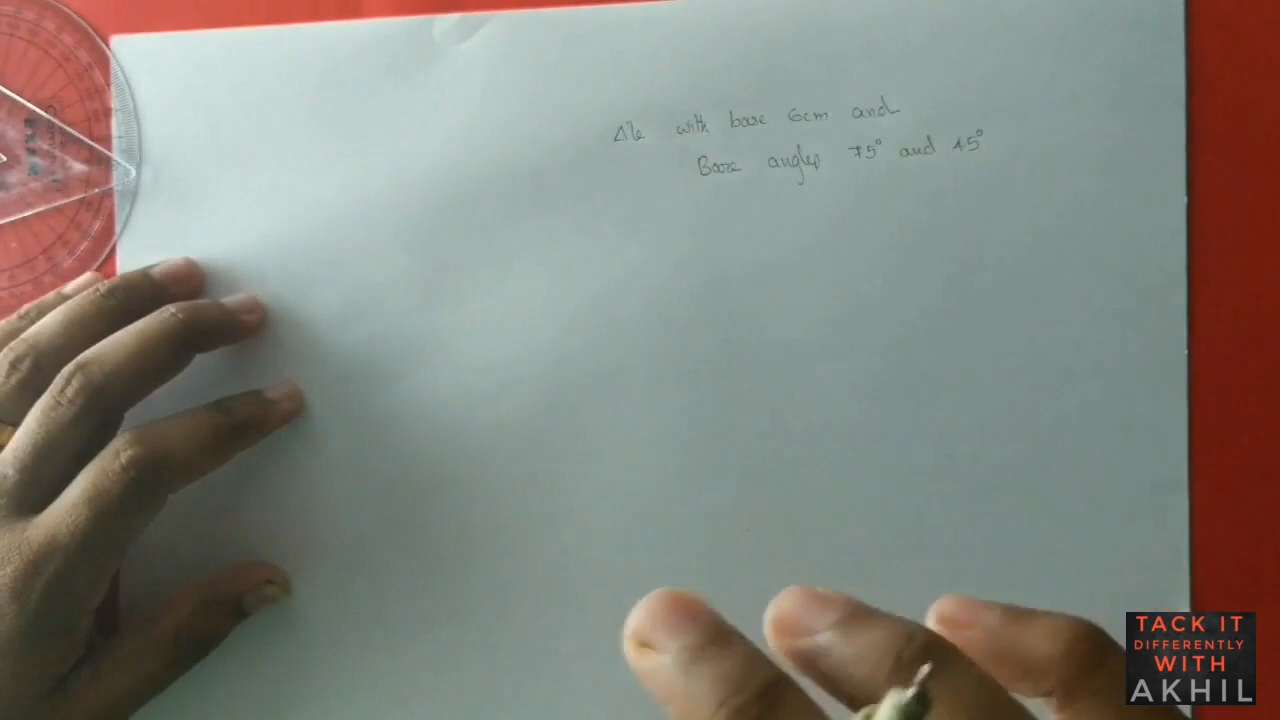 Δle with base 6cm and
Base angles 75° and 45°
TACK IT
DIFFERENTLY
WITH
AKHIL